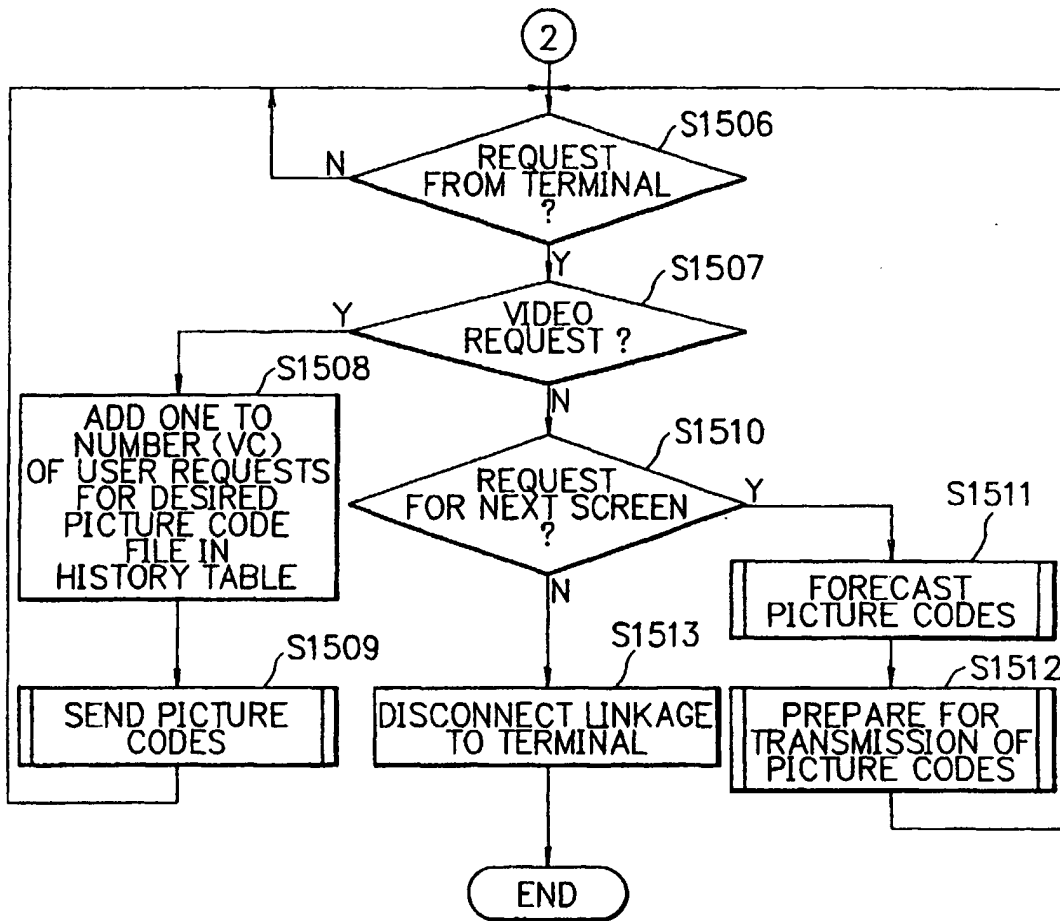 2
S1506
REQUEST
FROM TERMINAL
?
N
Y
S1507
VIDEO
REQUEST ?
Y
N
S1508
ADD ONE TO
NUMBER (VC)
OF USER REQUESTS
FOR DESIRED
PICTURE CODE
FILE IN
HISTORY TABLE
S1510
REQUEST
FOR NEXT SCREEN
?
Y
N
S1511
FORECAST
PICTURE CODES
S1509
SEND PICTURE
CODES
S1513
DISCONNECT LINKAGE
TO TERMINAL
S1512
PREPARE FOR
TRANSMISSION OF
PICTURE CODES
END